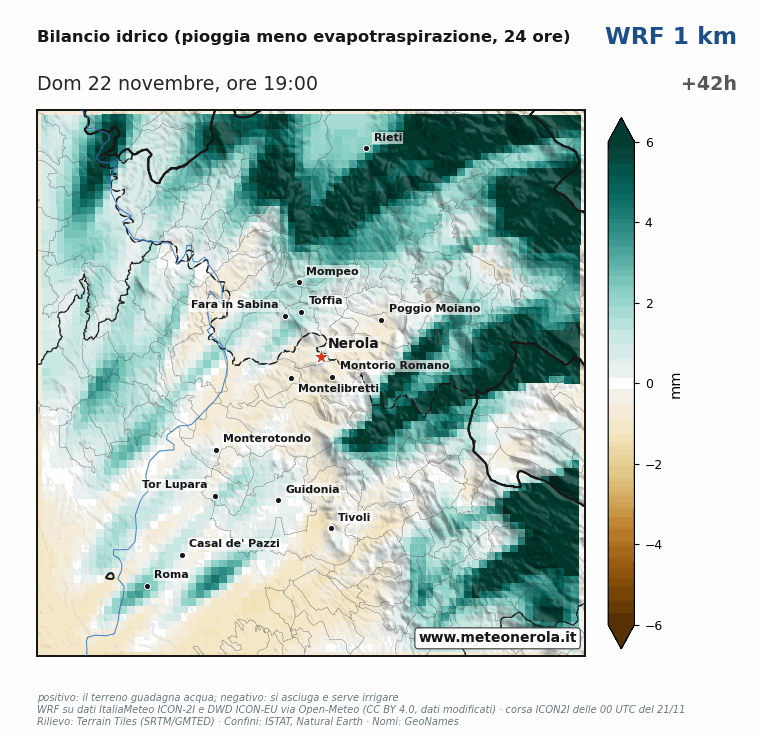 Bilancio idrico (pioggia meno evapotraspirazione, 24 ore)
WRF 1 km
Dom 22 novembre, ore 19:00
+42h
Rieti
Mompeo
Fara in Sabina
Toffia
Poggio Moiano
Nerola
Montorio Romano
Montelibretti
Monterotondo
Tor Lupara
Guidonia
Tivoli
Casal de' Pazzi
Roma
www.meteonerola.it
6
4
2
0
−2
−4
−6
mm
positivo: il terreno guadagna acqua; negativo: si asciuga e serve irrigare
WRF su dati ItaliaMeteo ICON-2I e DWD ICON-EU via Open-Meteo (CC BY 4.0, dati modificati) · corsa ICON2I delle 00 UTC del 21/11
Rilievo: Terrain Tiles (SRTM/GMTED) · Confini: ISTAT, Natural Earth · Nomi: GeoNames